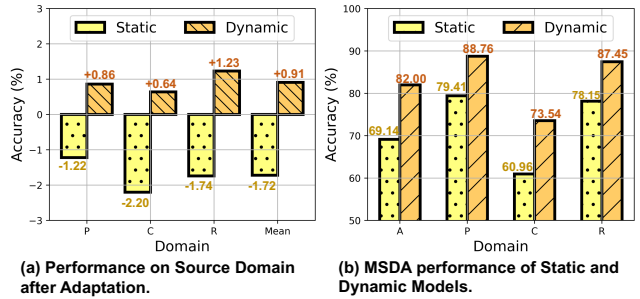 Static Dynamic
Accuracy (%)
3
2
1
0
−1
−2
−3
+0.86
+0.64
+1.23
+0.91
-1.22
-2.20
-1.74
-1.72
P C R Mean
Domain
(a) Performance on Source Domain
after Adaptation.
Static Dynamic
Accuracy (%)
100
90
80
70
60
50
69.14
82.00
79.41
88.76
60.96
73.54
78.15
87.45
A P C R
Domain
(b) MSDA performance of Static and
Dynamic Models.